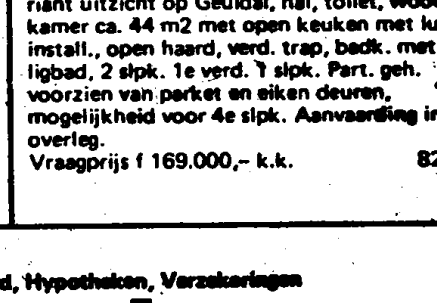 riant uitzicht op Geuldal, hal, toilet, woon
kamer ca. 44 m2 met open keuken met lu
install., open haard, verd. trap, badk. met
ligbad, 2 slpk. 1e verd. 1 slpk. Part. geh.
voorzien van parket en eiken deuren,
mogelijkheid voor 4e slpk. Aanvaarding in
overleg.
Vraagprijs f 169.000,- k.k. 82
d, Hypotheken, Verzekeringen